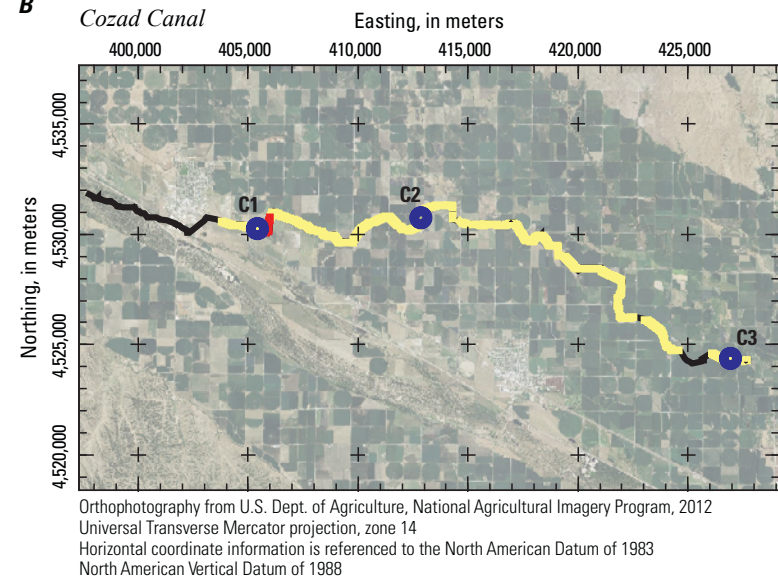 B
Cozad Canal
Easting, in meters
400,000 405,000 410,000 415,000 420,000 425,000
Northing, in meters
4,535,000
4,530,000
4,525,000
4,520,000
C1
C2
C3
Orthophotography from U.S. Dept. of Agriculture, National Agricultural Imagery Program, 2012
Universal Transverse Mercator projection, zone 14
Horizontal coordinate information is referenced to the North American Datum of 1983
North American Vertical Datum of 1988